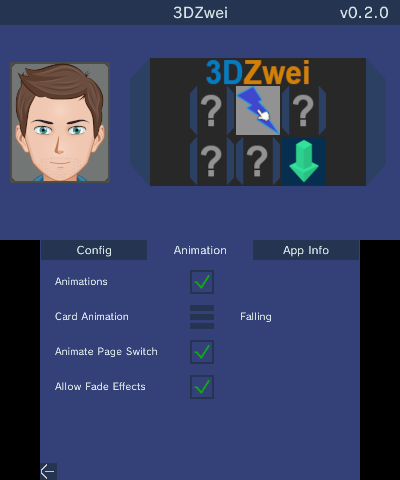 3DZwei
v0.2.0
3DZwei
? ?
? ?
Config
Animation
App Info
Animations
Card Animation
Falling
Animate Page Switch
Allow Fade Effects